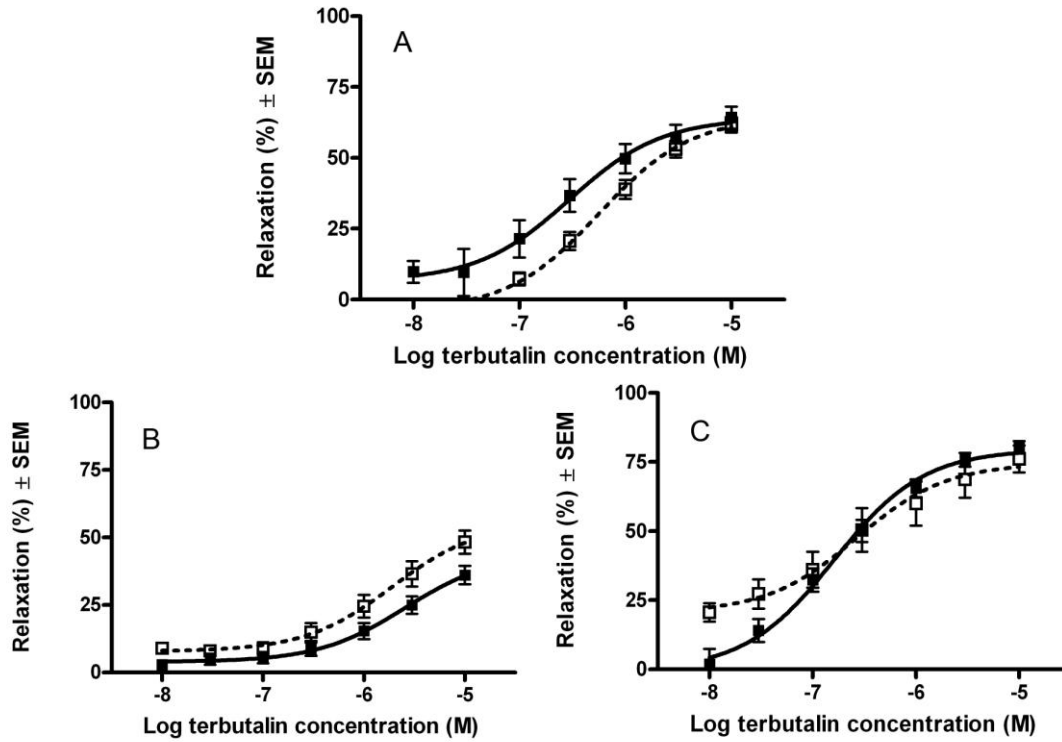 A
Relaxation (%) ± SEM
100
75
50
25
0
-8 -7 -6 -5
Log terbutalin concentration (M)
B
Relaxation (%) ± SEM
100
75
50
25
0
-8 -7 -6 -5
Log terbutalin concentration (M)
C
Relaxation (%) ± SEM
100
75
50
25
0
-8 -7 -6 -5
Log terbutalin concentration (M)